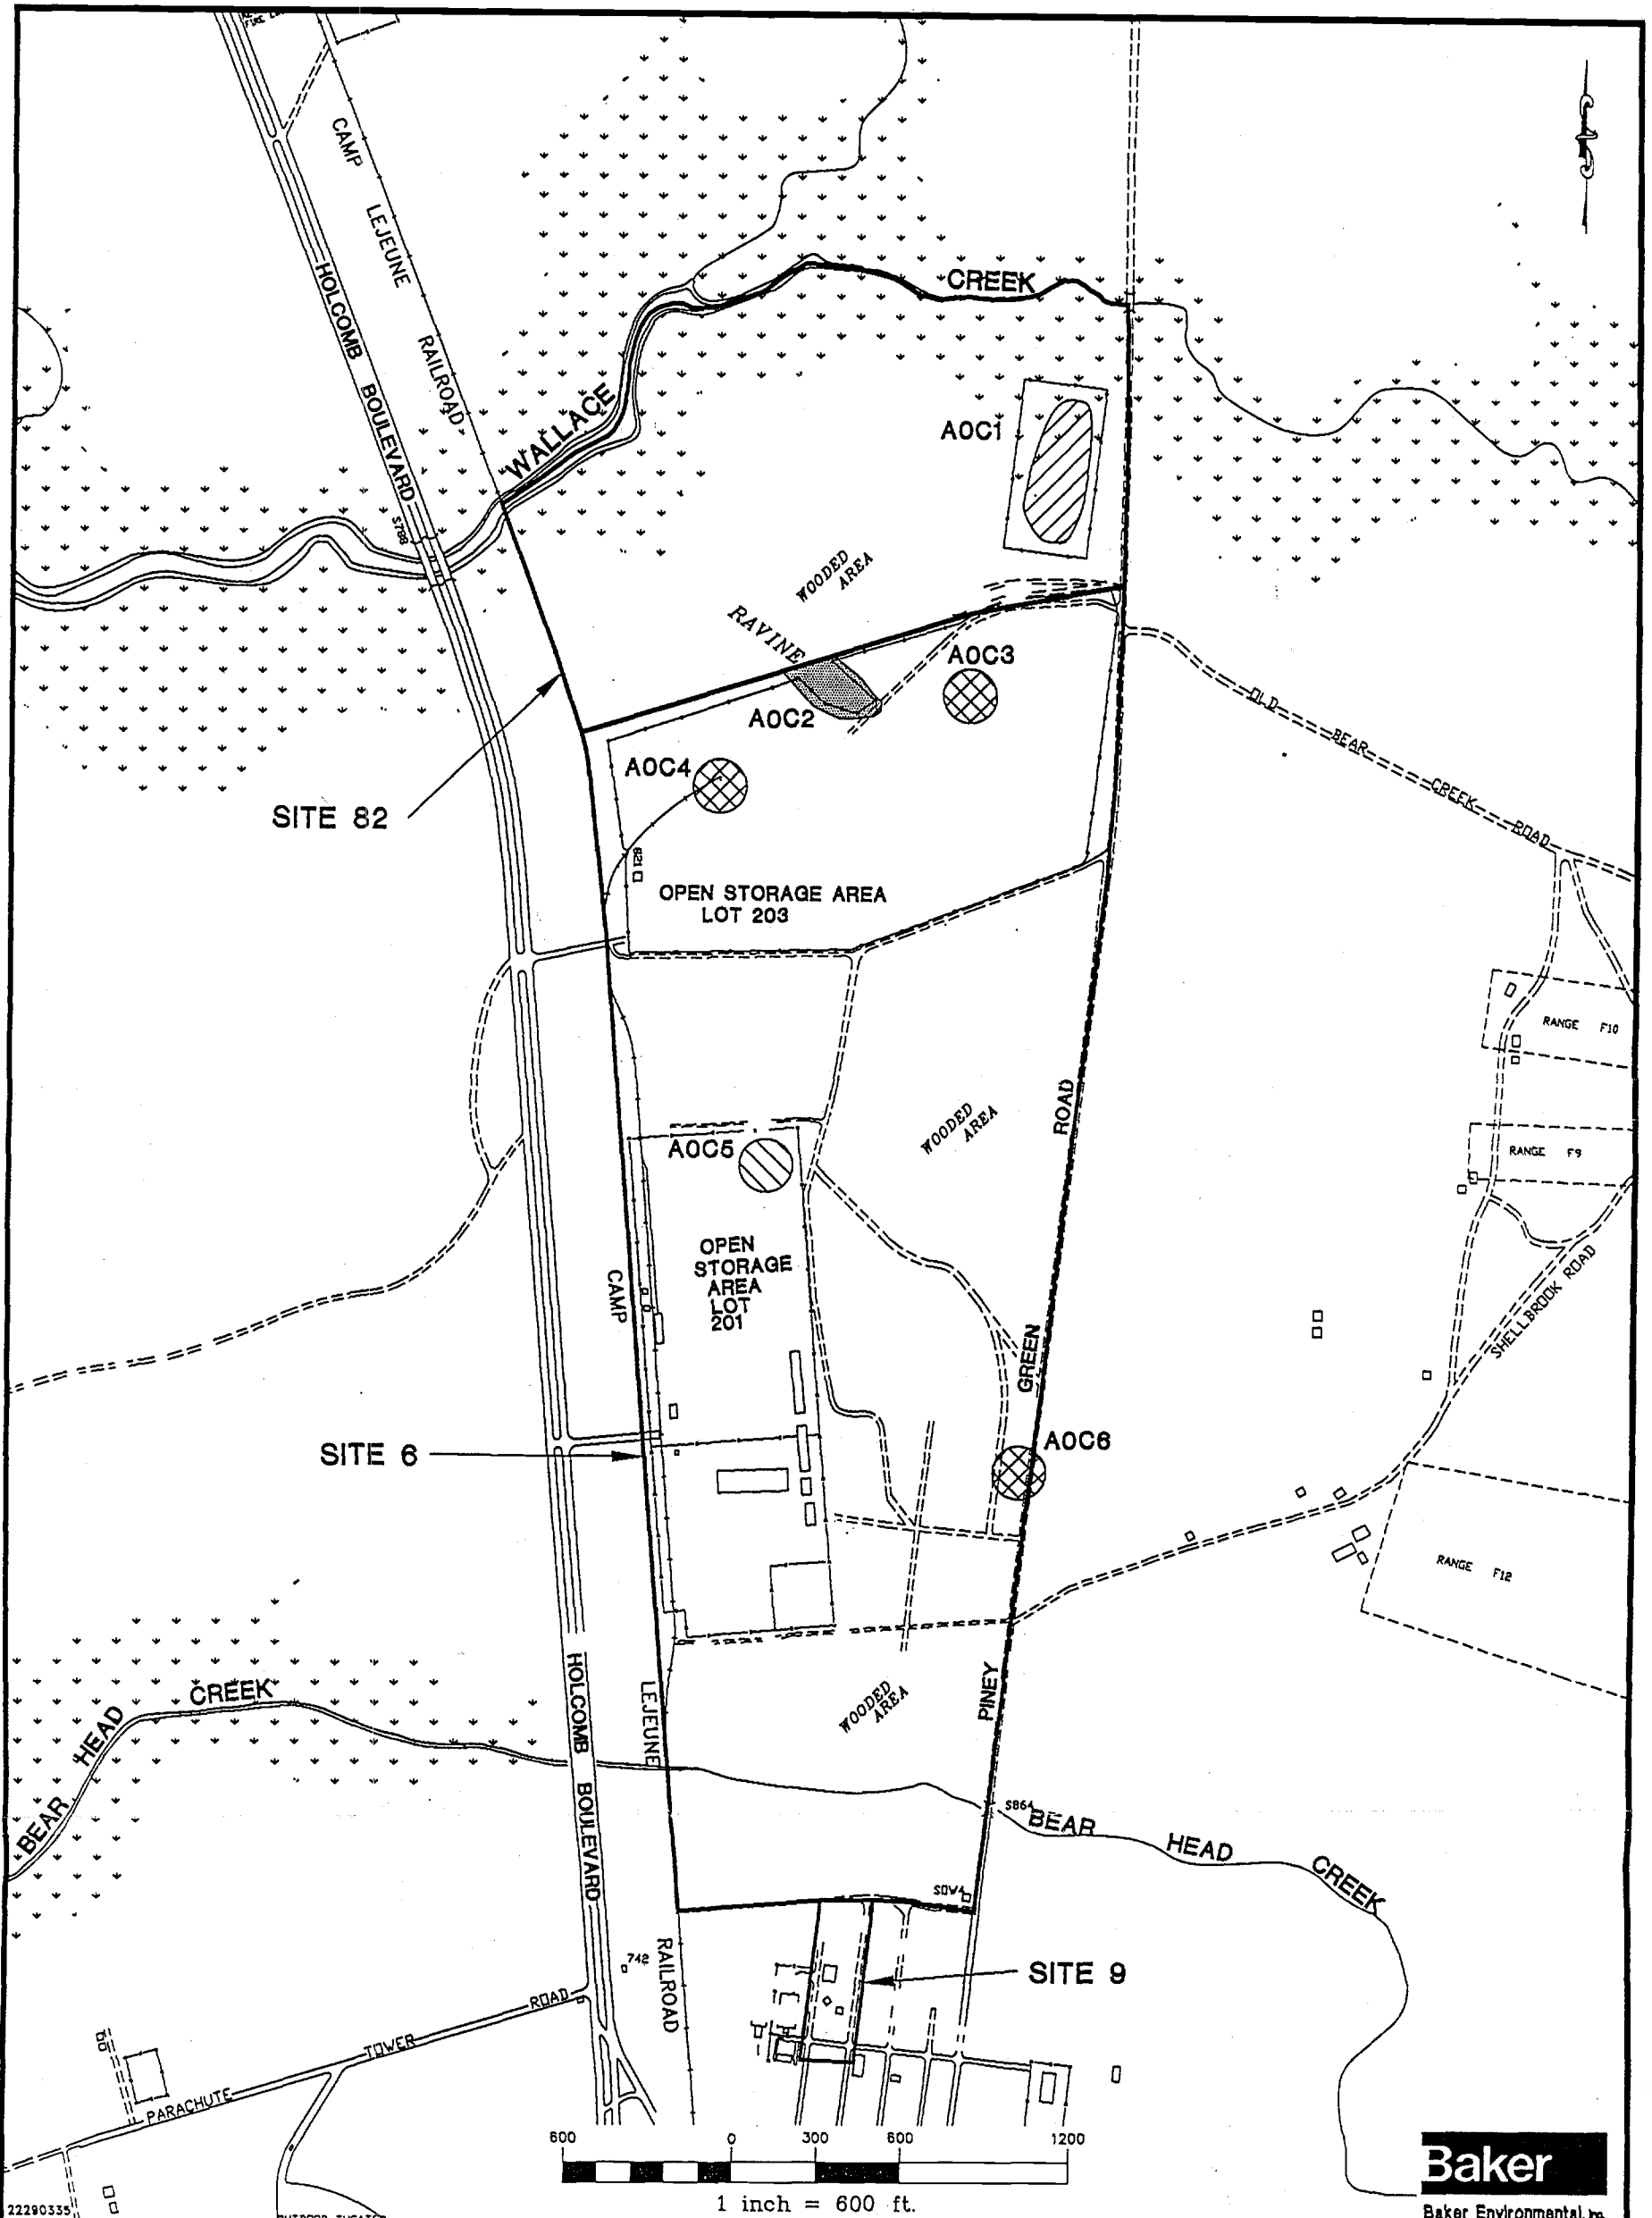 CAMP
LEJEUNE
RAILROAD
HOLCOMB
BOULEVARD
S788
WALLACE
CREEK
AOC1
WOODED
AREA
RAVINE
AOC3
AOC2
AOC4
SITE 82
821
OPEN STORAGE AREA
LOT 203
OLD
BEAR
CREEK
ROAD
RANGE F10
RANGE F9
SHELLBROOK ROAD
ROAD
WOODED
AREA
AOC5
OPEN
STORAGE
AREA
LOT
201
CAMP
GREEN
SITE 6
AOC6
RANGE F12
PINEY
WOODED
AREA
LEJEUNE
HOLCOMB
BOULEVARD
BEAR
HEAD
CREEK
S864
BEAR
HEAD
CREEK
742
RAILROAD
SITE 9
PARACHUTE
TOWER
ROAD
600 0 300 600 1200
1 inch = 600 ft.
Baker
Baker Environmental, Inc.
22290335